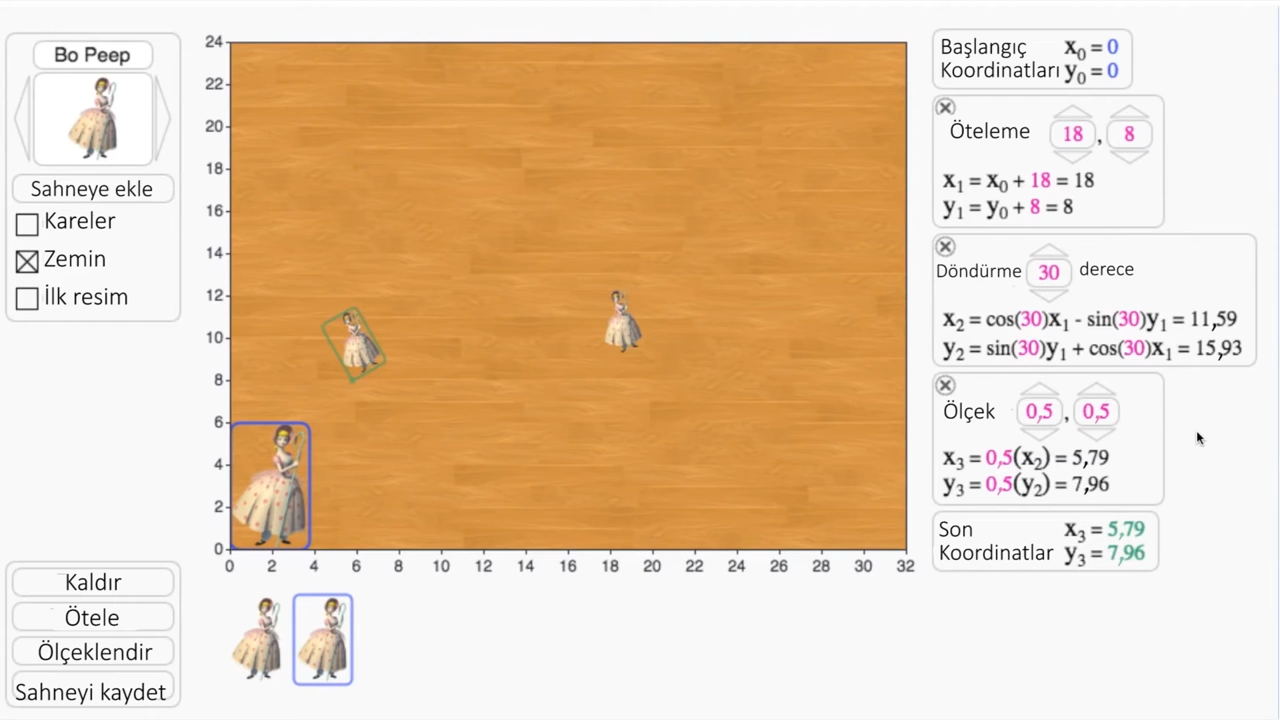 Bo Peep
Sahneye ekle
Kareler
Zemin
İlk resim
Kaldır
Ötele
Ölçeklendir
Sahneyi kaydet
24
22
20
18
16
14
12
10
8
6
4
2
0
0 2 4 6 8 10 12 14 16 18 20 22 24 26 28 30 32
Başlangıç x₀ = 0
Koordinatları y₀ = 0
Öteleme 18 , 8
x₁ = x₀ + 18 = 18
y₁ = y₀ + 8 = 8
Döndürme 30 derece
x₂ = cos(30)x₁ - sin(30)y₁ = 11,59
y₂ = sin(30)y₁ + cos(30)x₁ = 15,93
Ölçek 0,5 , 0,5
x₃ = 0,5(x₂) = 5,79
y₃ = 0,5(y₂) = 7,96
Son x₃ = 5,79
Koordinatlar y₃ = 7,96